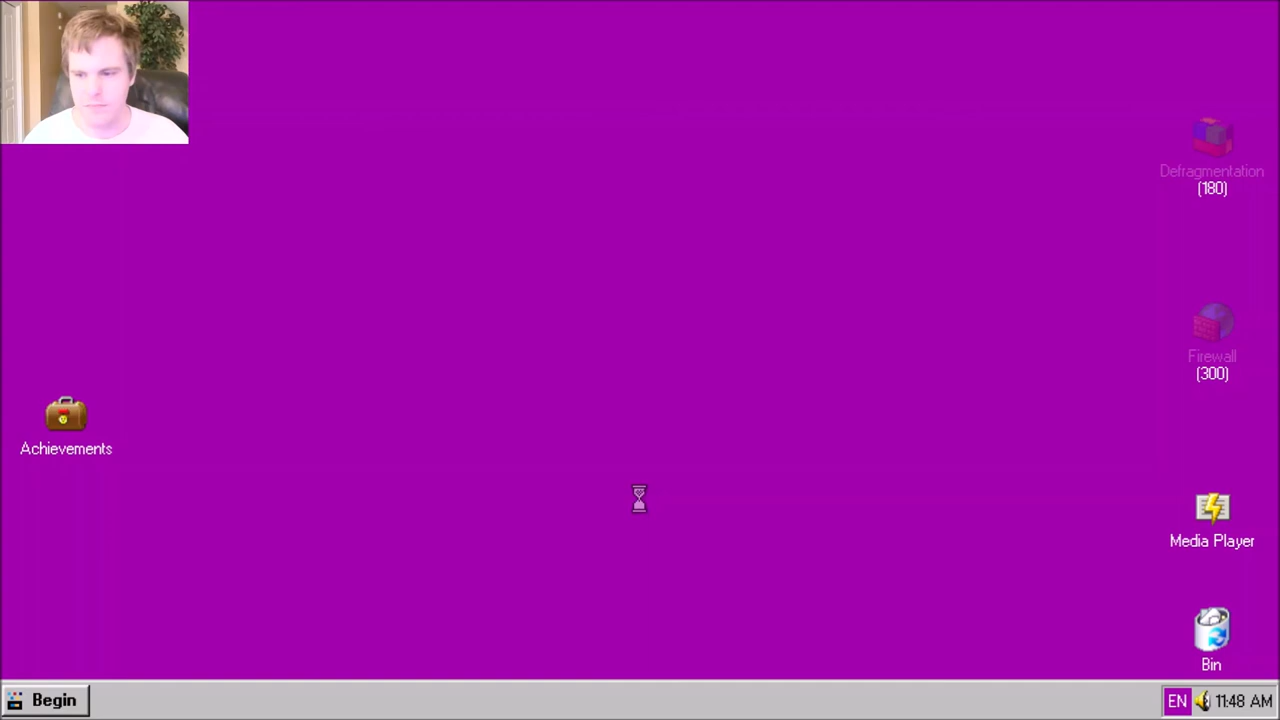 Defragmentation
(180)
Firewall
(300)
Achievements
Media Player
Bin
Begin
EN
11:48 AM